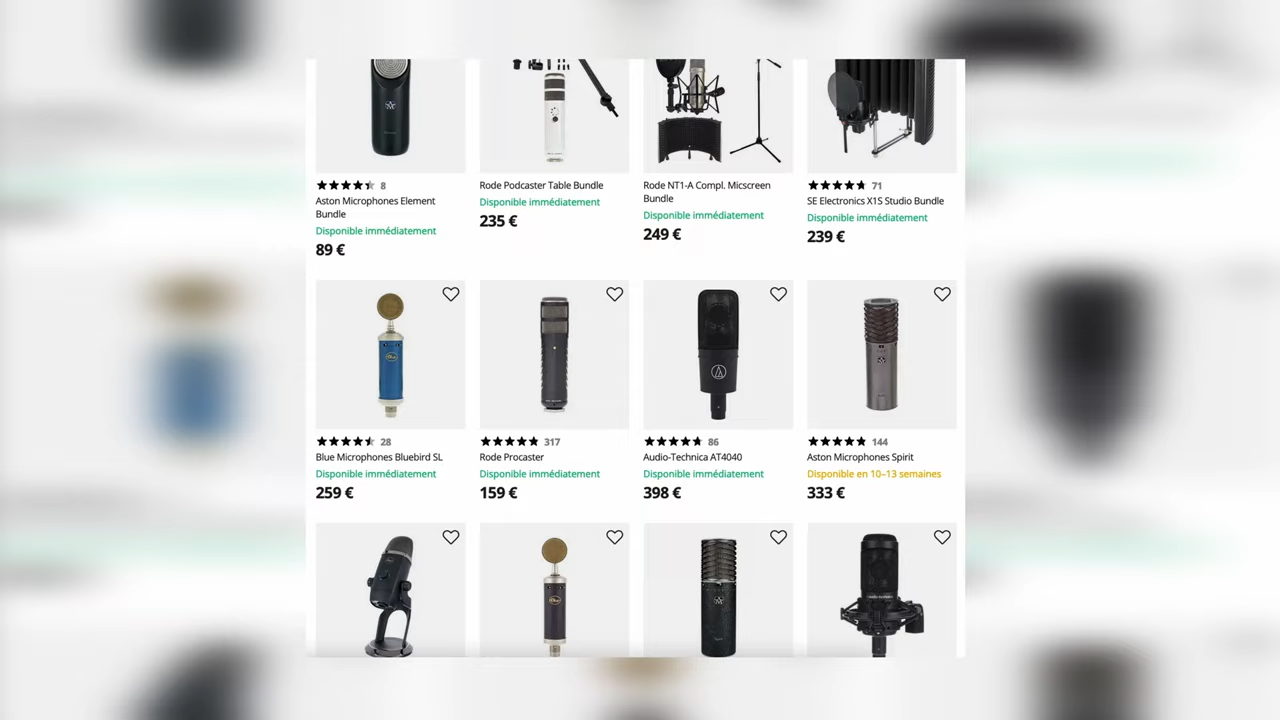 8
Aston Microphones Element
Bundle
Disponible immédiatement
89 €
Rode Podcaster Table Bundle
Disponible immédiatement
235 €
Rode NT1-A Compl. Micscreen
Bundle
Disponible immédiatement
249 €
71
SE Electronics X1S Studio Bundle
Disponible immédiatement
239 €
28
Blue Microphones Bluebird SL
Disponible immédiatement
259 €
317
Rode Procaster
Disponible immédiatement
159 €
86
Audio-Technica AT4040
Disponible immédiatement
398 €
144
Aston Microphones Spirit
Disponible en 10–13 semaines
333 €